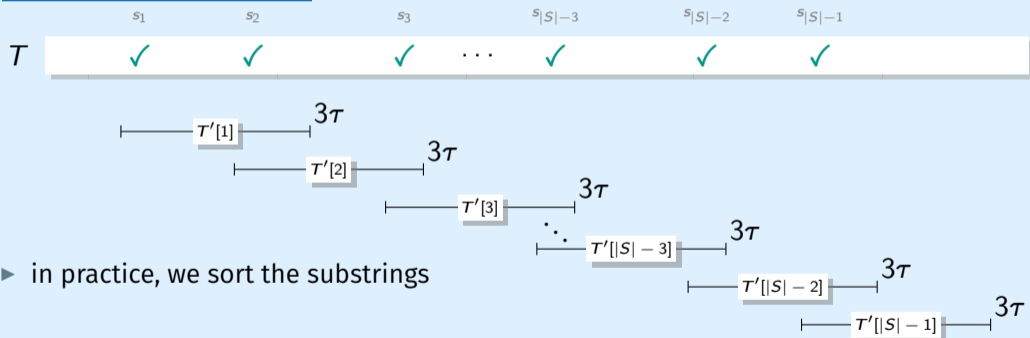 s₁ s₂ s₃ s|S|−3 s|S|−2 s|S|−1
T ✓ ✓ ✓ ··· ✓ ✓ ✓
3τ
T′[1]
3τ
T′[2]
3τ
T′[3]
3τ
T′[|S| − 3]
▶ in practice, we sort the substrings
3τ
T′[|S| − 2]
3τ
T′[|S| − 1]